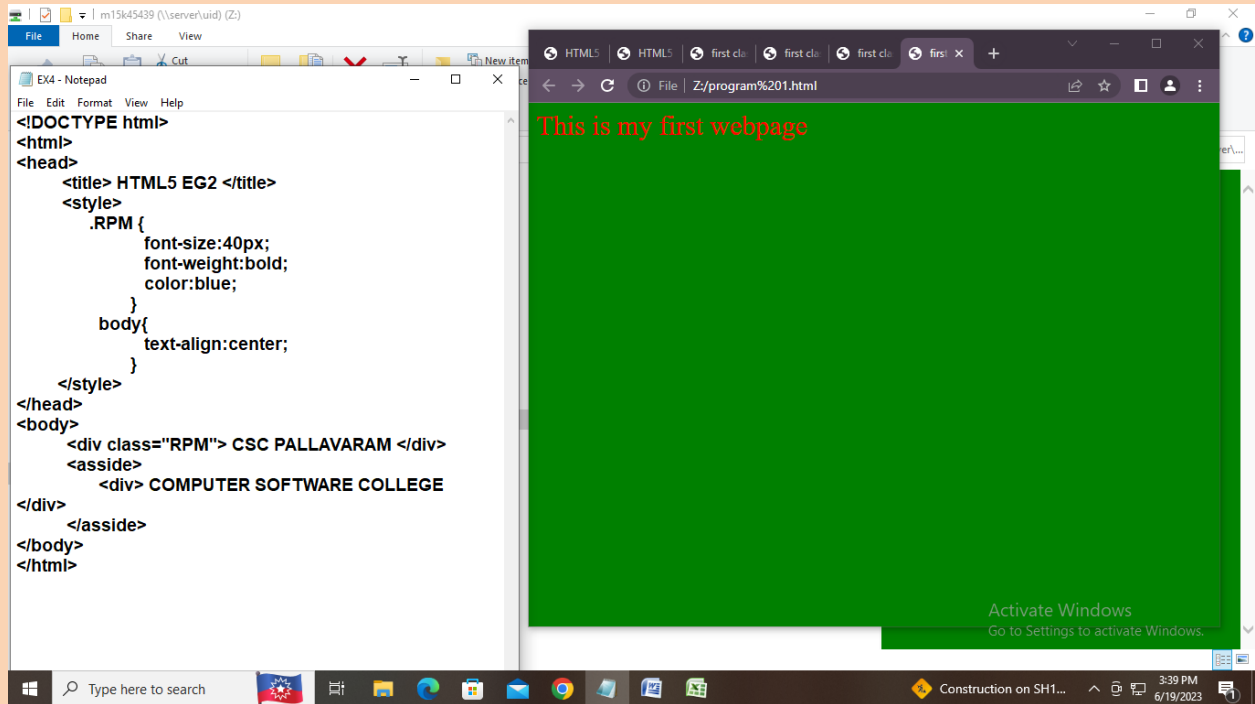 m15k45439 (\\server\uid) (Z:)
File Home Share View
Cut
New item
EX4 - Notepad
File Edit Format View Help
<!DOCTYPE html>
<html>
<head>
<title> HTML5 EG2 </title>
<style>
.RPM {
font-size:40px;
font-weight:bold;
color:blue;
}
body{
text-align:center;
}
</style>
</head>
<body>
<div class="RPM"> CSC PALLAVARAM </div>
<asside>
<div> COMPUTER SOFTWARE COLLEGE
</div>
</asside>
</body>
</html>
HTML5 HTML5 first cla first cla first cla first
File Z:/program%201.html
This is my first webpage
Activate Windows
Go to Settings to activate Windows.
Type here to search
Construction on SH1...
3:39 PM
6/19/2023